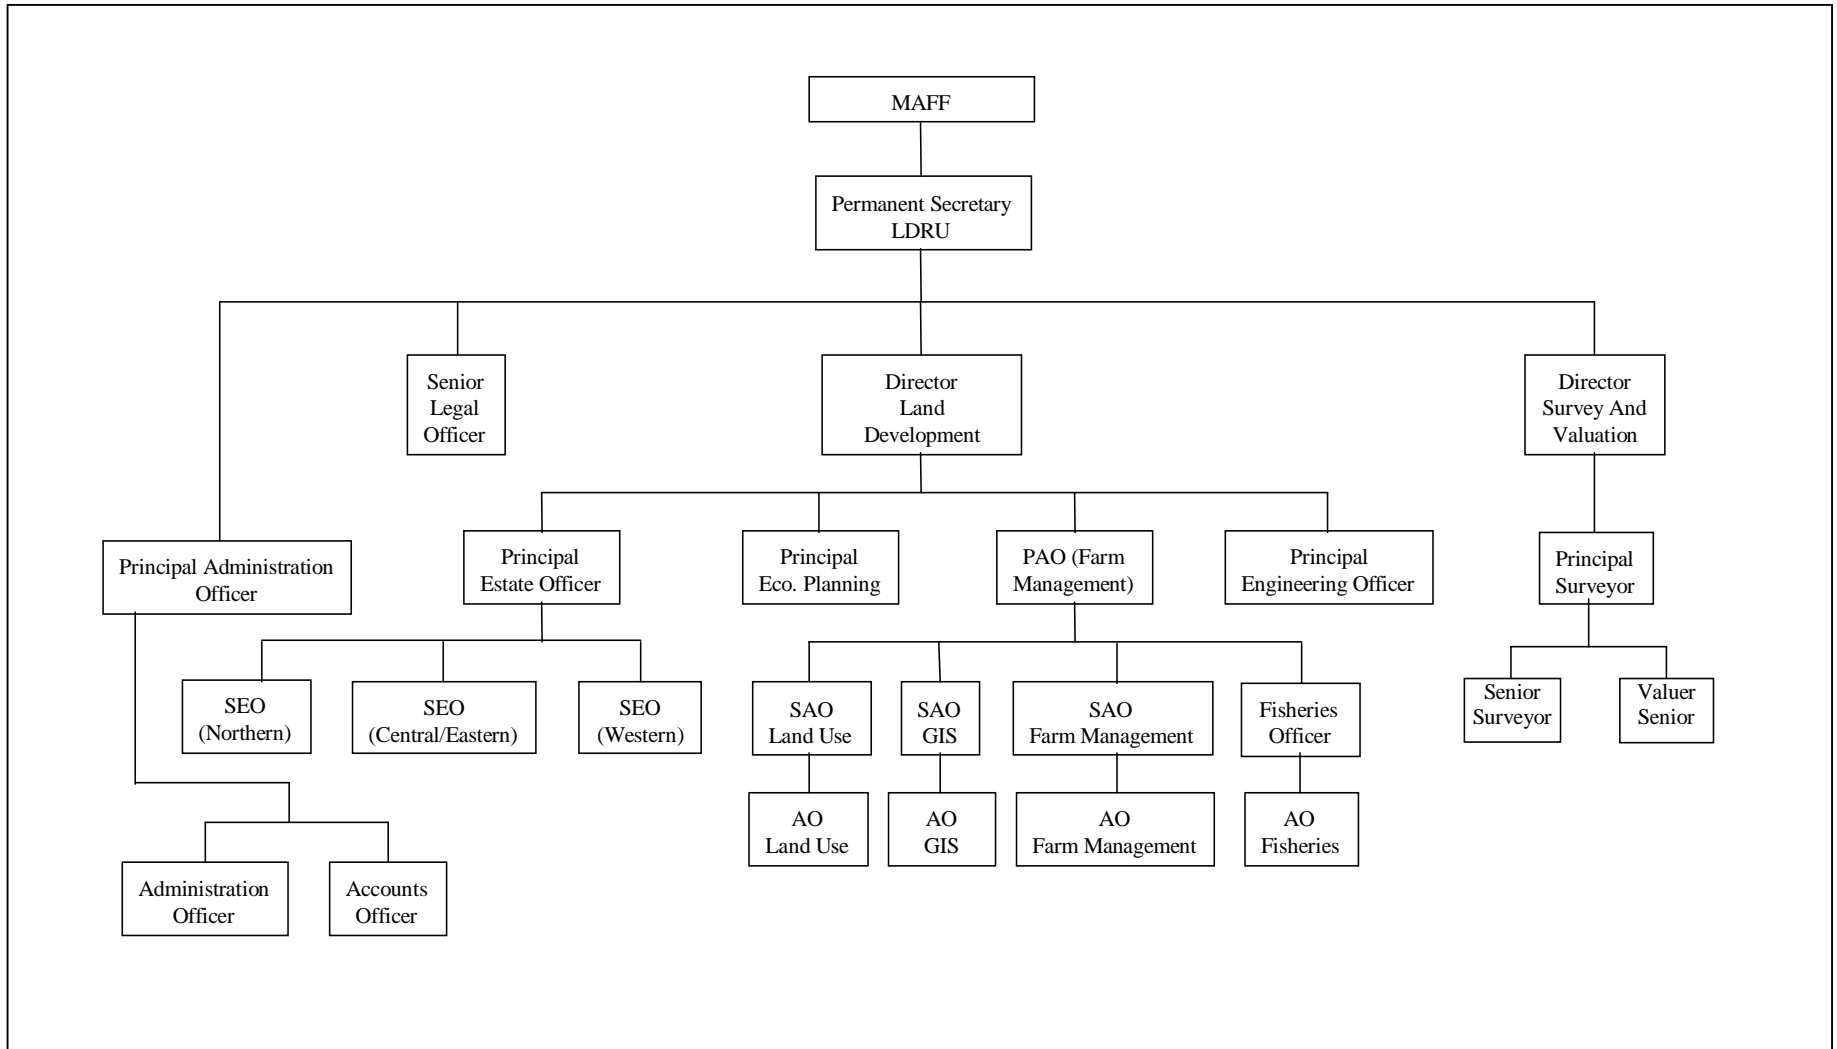 MAFF
Permanent Secretary
LDRU
Senior
Legal
Officer
Director
Land
Development
Director
Survey And
Valuation
Principal Administration
Officer
Principal
Estate Officer
Principal
Eco. Planning
PAO (Farm
Management)
Principal
Engineering Officer
Principal
Surveyor
SEO
(Northern)
SEO
(Central/Eastern)
SEO
(Western)
SAO
Land Use
SAO
GIS
SAO
Farm Management
Fisheries
Officer
Senior
Surveyor
Valuer
Senior
AO
Land Use
AO
GIS
AO
Farm Management
AO
Fisheries
Administration
Officer
Accounts
Officer